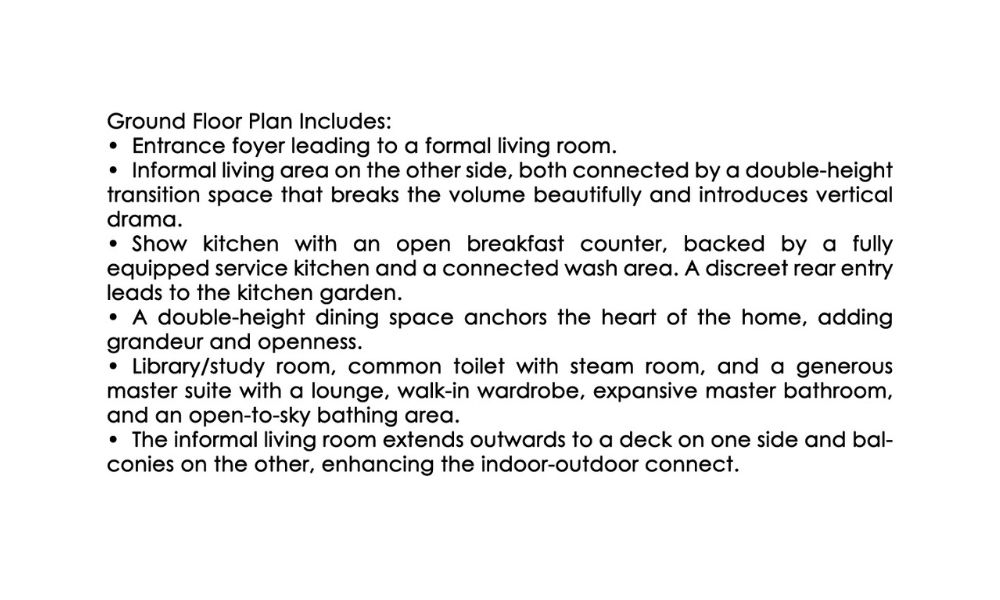 Ground Floor Plan Includes:
• Entrance foyer leading to a formal living room.
• Informal living area on the other side, both connected by a double-height
transition space that breaks the volume beautifully and introduces vertical
drama.
• Show kitchen with an open breakfast counter, backed by a fully
equipped service kitchen and a connected wash area. A discreet rear entry
leads to the kitchen garden.
• A double-height dining space anchors the heart of the home, adding
grandeur and openness.
• Library/study room, common toilet with steam room, and a generous
master suite with a lounge, walk-in wardrobe, expansive master bathroom,
and an open-to-sky bathing area.
• The informal living room extends outwards to a deck on one side and bal-
conies on the other, enhancing the indoor-outdoor connect.